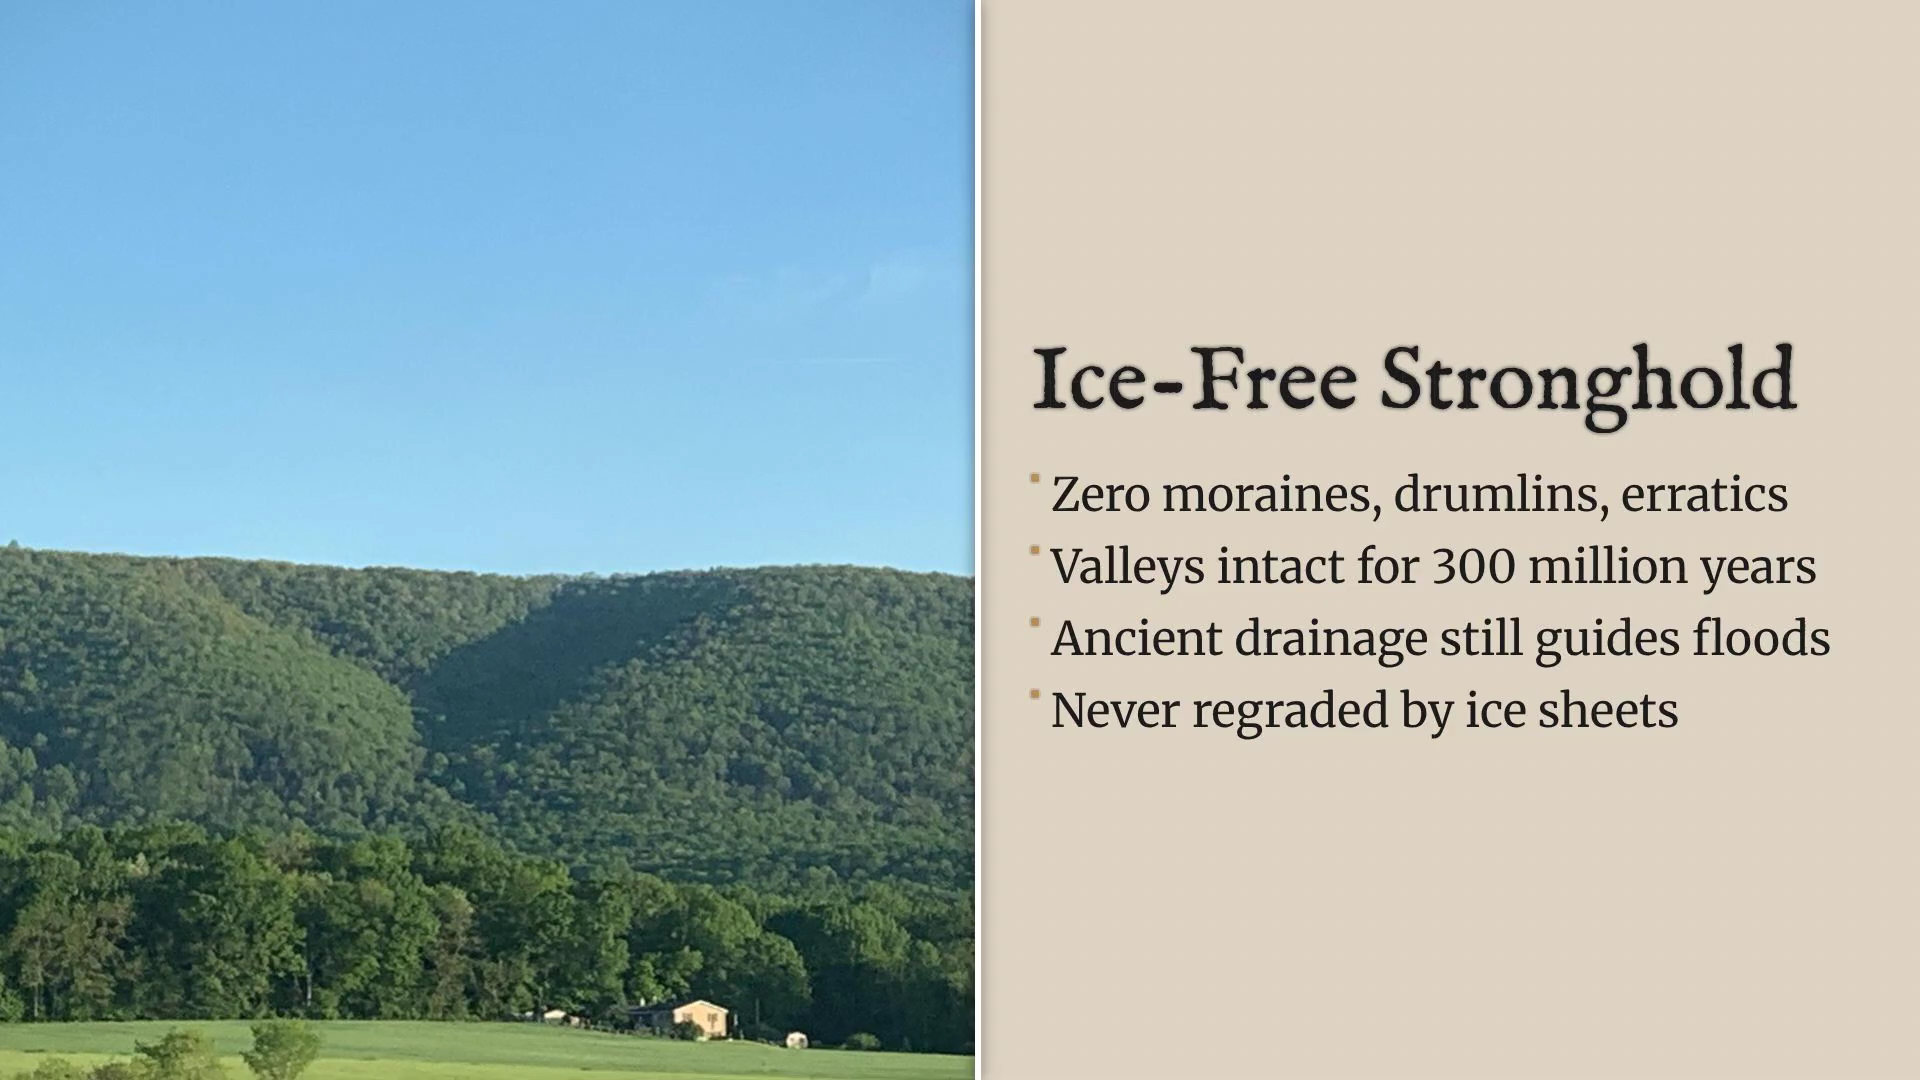 Ice-Free Stronghold
Zero moraines, drumlins, erratics
Valleys intact for 300 million years
Ancient drainage still guides floods
Never regraded by ice sheets